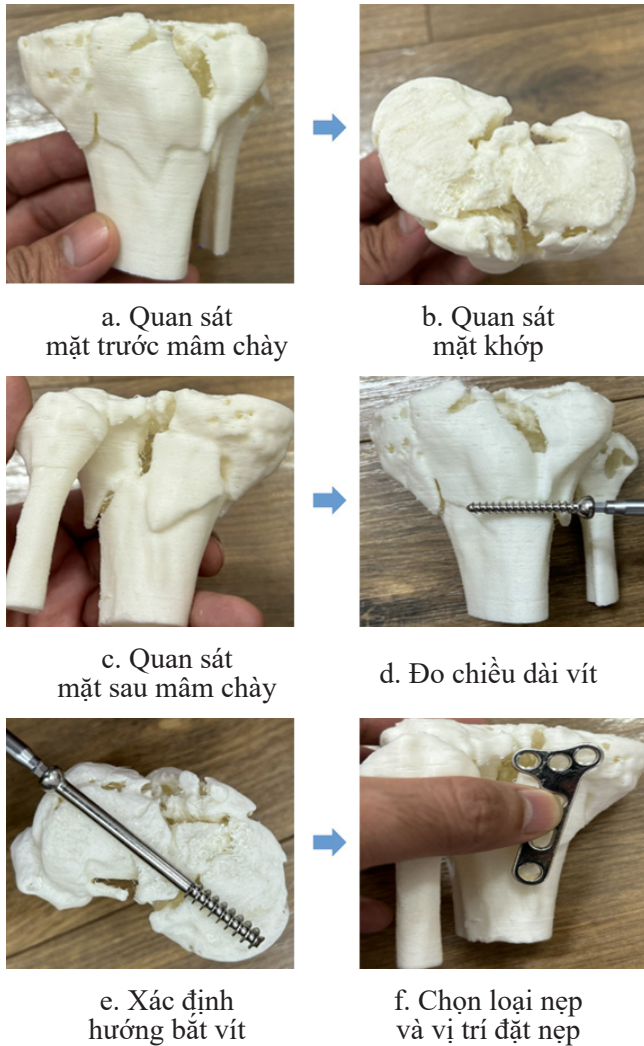 a. Quan sát
mặt trước mâm chày
b. Quan sát
mặt khớp
c. Quan sát
mặt sau mâm chày
d. Đo chiều dài vít
e. Xác định
hướng bắt vít
f. Chọn loại nẹp
và vị trí đặt nẹp